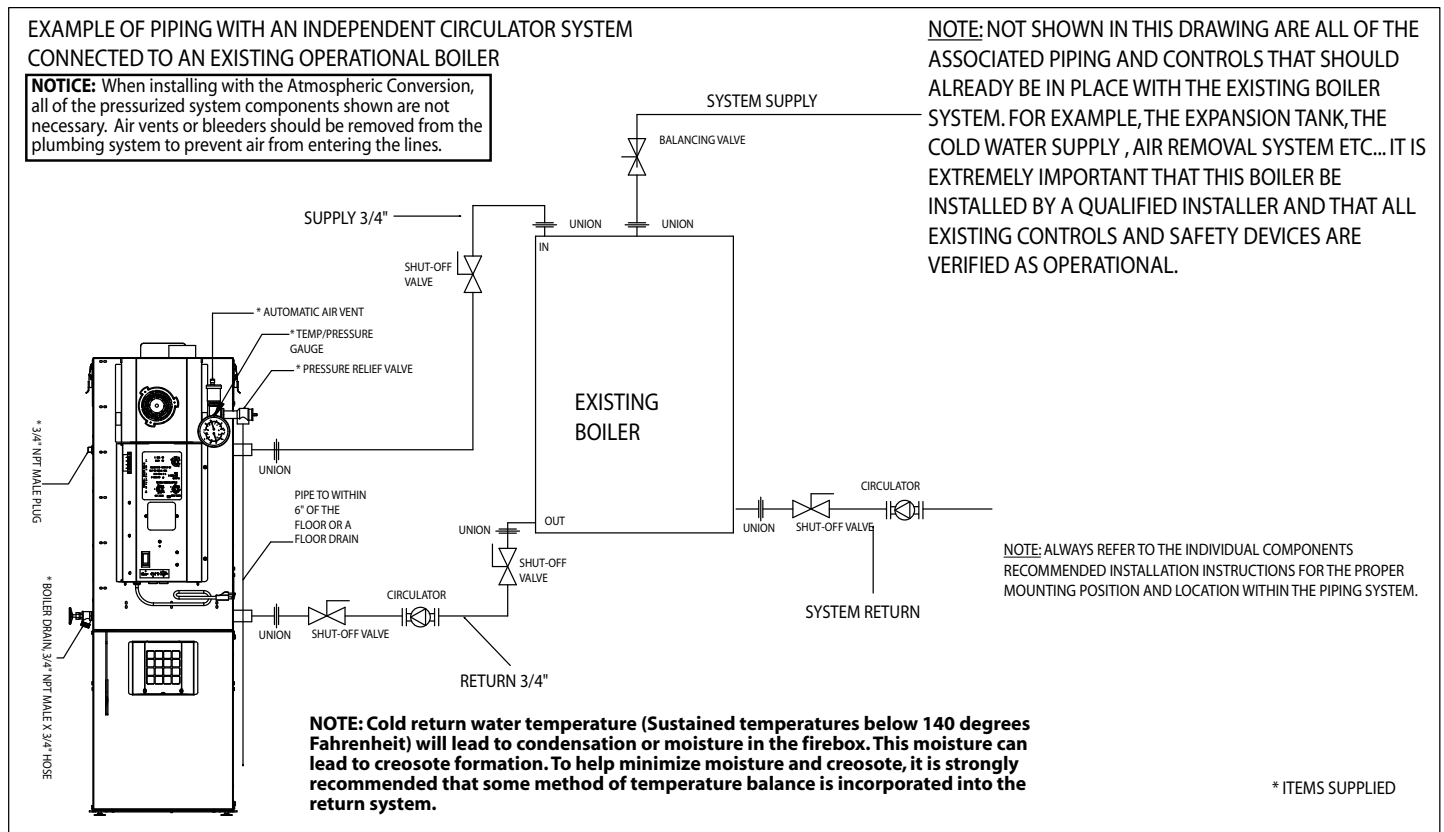 EXAMPLE OF PIPING WITH AN INDEPENDENT CIRCULATOR SYSTEM
CONNECTED TO AN EXISTING OPERATIONAL BOILER
NOTICE: When installing with the Atmospheric Conversion,
all of the pressurized system components shown are not
necessary. Air vents or bleeders should be removed from the
plumbing system to prevent air from entering the lines.
NOTE: NOT SHOWN IN THIS DRAWING ARE ALL OF THE
ASSOCIATED PIPING AND CONTROLS THAT SHOULD
ALREADY BE IN PLACE WITH THE EXISTING BOILER
SYSTEM. FOR EXAMPLE, THE EXPANSION TANK, THE
COLD WATER SUPPLY , AIR REMOVAL SYSTEM ETC... IT IS
EXTREMELY IMPORTANT THAT THIS BOILER BE
INSTALLED BY A QUALIFIED INSTALLER AND THAT ALL
EXISTING CONTROLS AND SAFETY DEVICES ARE
VERIFIED AS OPERATIONAL.
SYSTEM SUPPLY
BALANCING VALVE
SUPPLY 3/4"
UNION
UNION
IN
SHUT-OFF
VALVE
* AUTOMATIC AIR VENT
* TEMP/PRESSURE
GAUGE
* PRESSURE RELIEF VALVE
EXISTING
BOILER
* 3/4" NPT MALE PLUG
UNION
PIPE TO WITHIN
6" OF THE
FLOOR OR A
FLOOR DRAIN
CIRCULATOR
OUT
UNION
UNION
SHUT-OFF VALVE
SHUT-OFF
VALVE
NOTE: ALWAYS REFER TO THE INDIVIDUAL COMPONENTS
RECOMMENDED INSTALLATION INSTRUCTIONS FOR THE PROPER
MOUNTING POSITION AND LOCATION WITHIN THE PIPING SYSTEM.
* BOILER DRAIN, 3/4" NPT MALE X 3/4" HOSE
CIRCULATOR
SYSTEM RETURN
UNION
SHUT-OFF VALVE
RETURN 3/4"
NOTE: Cold return water temperature (Sustained temperatures below 140 degrees
Fahrenheit) will lead to condensation or moisture in the firebox. This moisture can
lead to creosote formation. To help minimize moisture and creosote, it is strongly
recommended that some method of temperature balance is incorporated into the
return system.
* ITEMS SUPPLIED